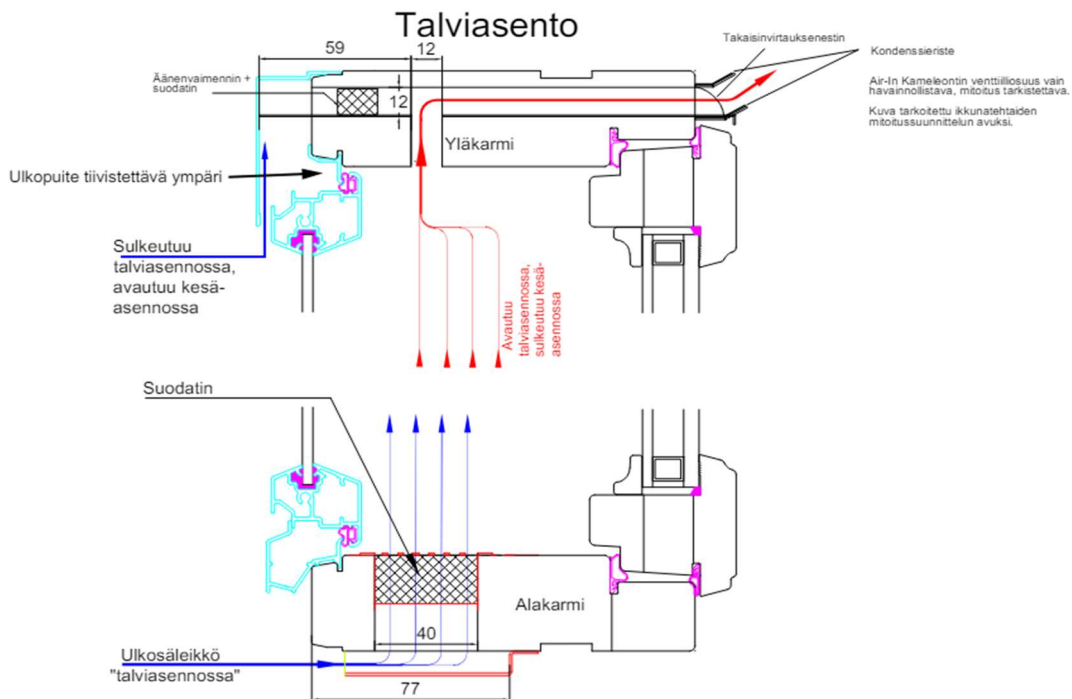 Talviasento
59
12
Takaisinvirtauksenestin
Kondenssieriste
Äänenvaimennin +
suodatin
12
Air-In Kameleontin venttiiliosuus vain
havainnollistava, mitoitus tarkistettava.
Kuva tarkoitettu ikkunatehtaiden
mitoitussuunnittelun avuksi.
Yläkarmi
Ulkopuite tiivistettävä ympäri
Sulkeutuu
talviasennossa,
avautuu kesä-
asennossa
Avautuu
talviasennossa,
sulkeutuu kesä-
asennossa
Suodatin
Alakarmi
40
Ulkosäleikkö
"talviasennossa"
77